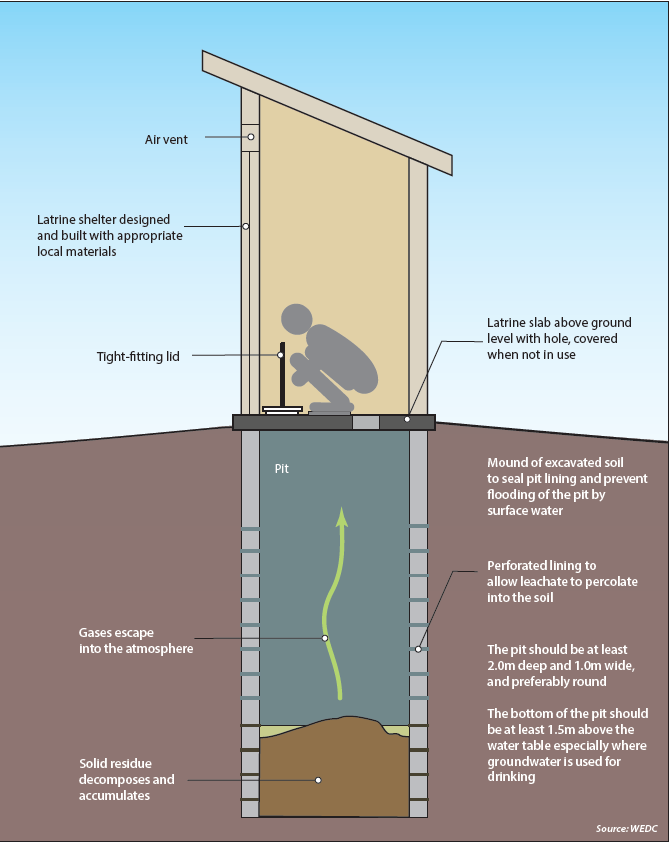 Air vent
Latrine shelter designed
and built with appropriate
local materials
Latrine slab above ground
level with hole, covered
when not in use
Tight-fitting lid
Pit
Mound of excavated soil
to seal pit lining and prevent
flooding of the pit by
surface water
Perforated lining to
allow leachate to percolate
into the soil
Gases escape
into the atmosphere
The pit should be at least
2.0m deep and 1.0m wide,
and preferably round
The bottom of the pit should
be at least 1.5m above the
water table especially where
groundwater is used for
drinking
Solid residue
decomposes and
accumulates
Source: WEDC